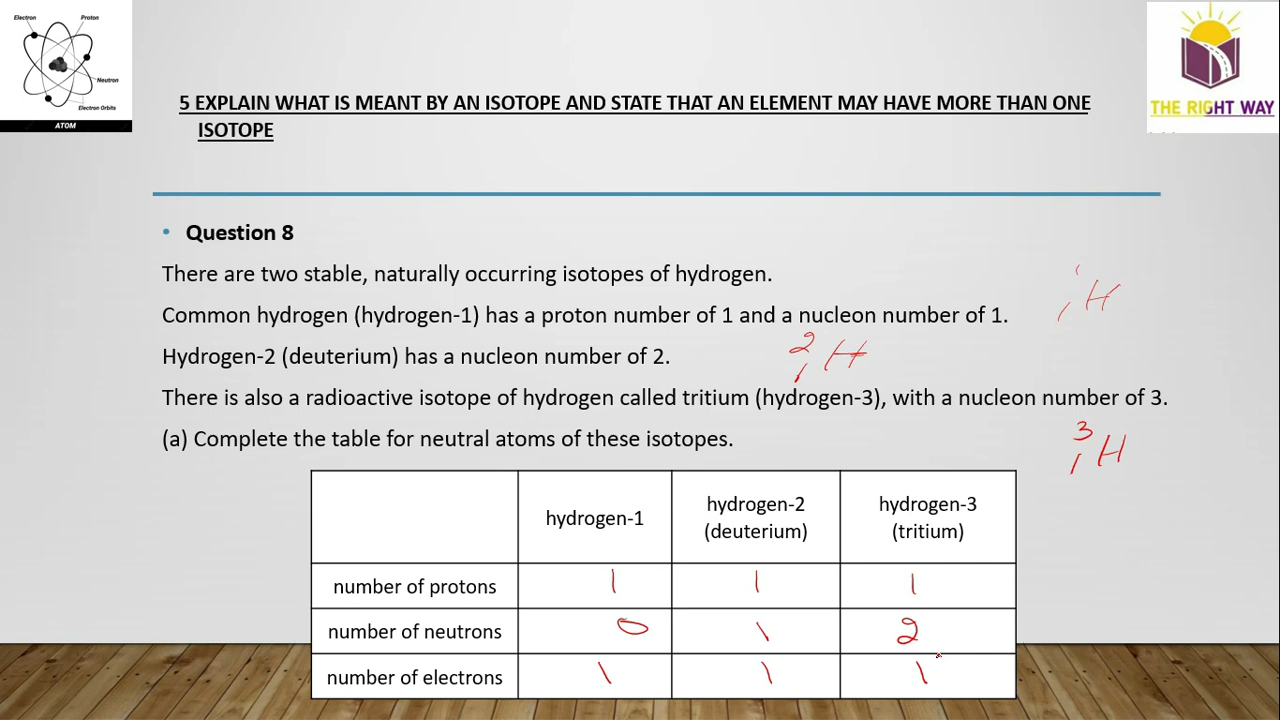 Electron
Proton
Neutron
Electron Orbits
ATOM
THE RIGHT WAY
5 EXPLAIN WHAT IS MEANT BY AN ISOTOPE AND STATE THAT AN ELEMENT MAY HAVE MORE THAN ONE
ISOTOPE
• Question 8
There are two stable, naturally occurring isotopes of hydrogen.
1
1 H
Common hydrogen (hydrogen-1) has a proton number of 1 and a nucleon number of 1.
Hydrogen-2 (deuterium) has a nucleon number of 2.
2
1 H
There is also a radioactive isotope of hydrogen called tritium (hydrogen-3), with a nucleon number of 3.
(a) Complete the table for neutral atoms of these isotopes.
3
1 H
hydrogen-1 hydrogen-2 hydrogen-3
(deuterium) (tritium)
number of protons 1 1 1
number of neutrons 0 1 2
number of electrons 1 1 1